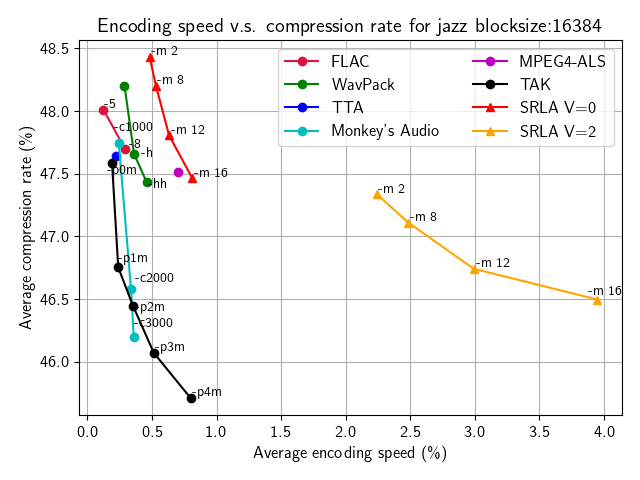 Encoding speed v.s. compression rate for jazz blocksize:16384
Average compression rate (%)
48.5
48.0
47.5
47.0
46.5
46.0
FLAC
WavPack
TTA
Monkey's Audio
MPEG4-ALS
TAK
SRLA V=0
SRLA V=2
-m 2
-m 8
-5
-c1000
-m 12
-8
-h
-p0m
-m 16
-hh
-m 2
-m 8
-p1m
-m 12
-c2000
-m 16
-p2m
-c3000
-p3m
-p4m
0.0 0.5 1.0 1.5 2.0 2.5 3.0 3.5 4.0
Average encoding speed (%)